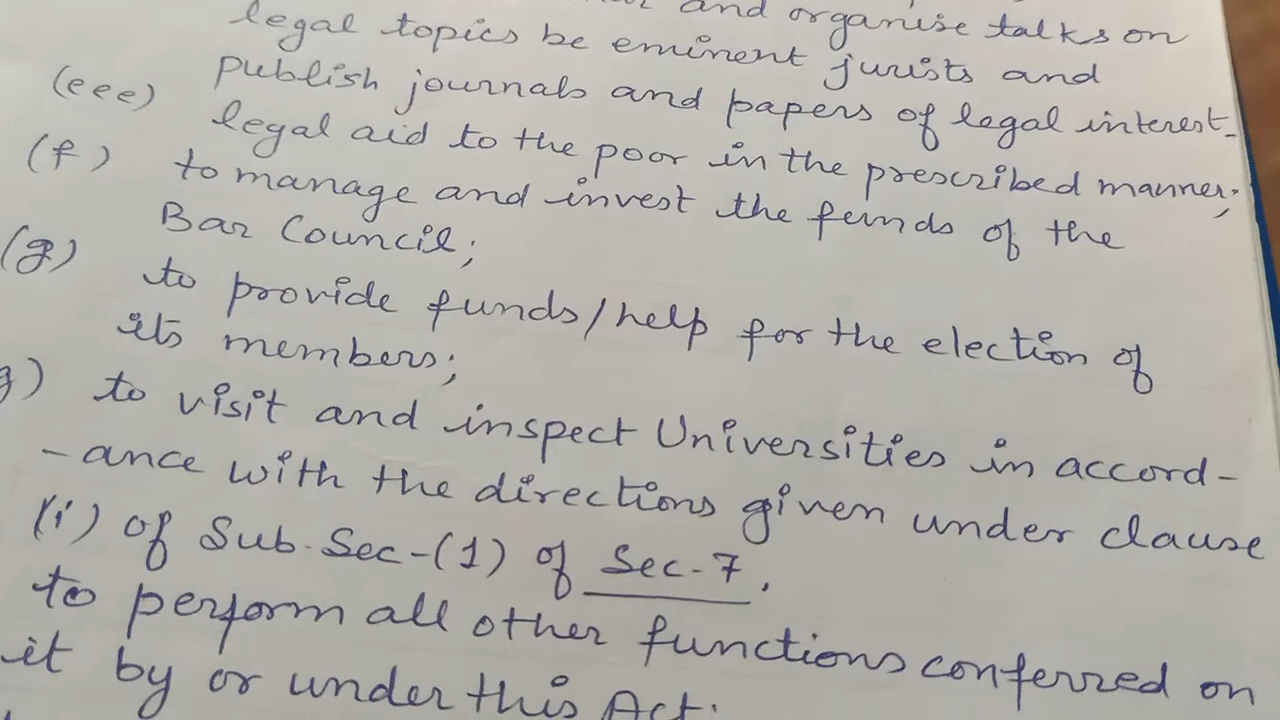 and organise talks on
legal topics be eminent jurists and
publish journals and papers of legal interest-
(eee) legal aid to the poor in the prescribed manner;
(f) to manage and invest the funds of the
Bar Council;
(g) to provide funds/help for the election of
its members;
g) to visit and inspect Universities in accord-
-ance with the directions given under clause
(i) of Sub-Sec-(1) of Sec-7.
to perform all other functions conferred on
it by or under this Act.